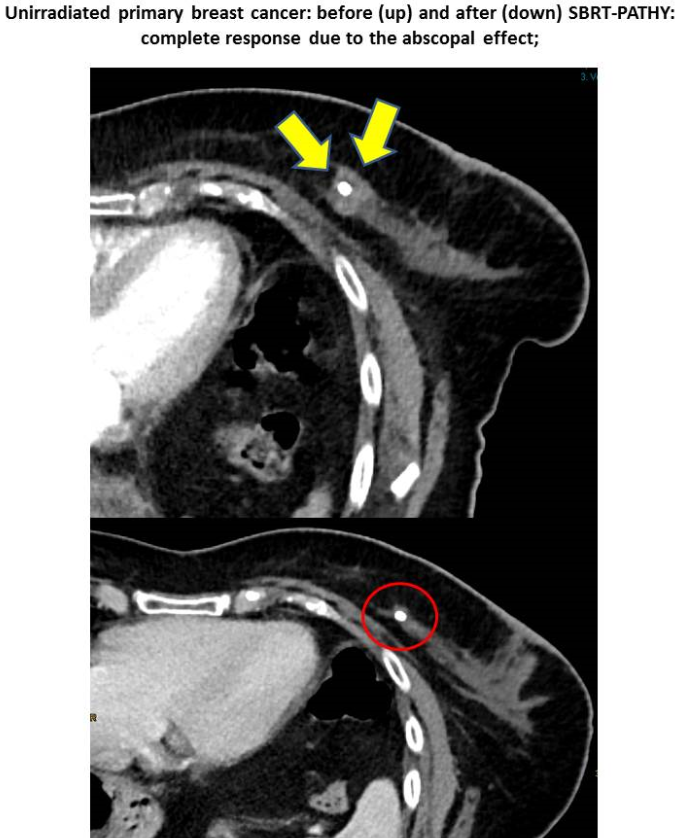 Unirradiated primary breast cancer: before (up) and after (down) SBRT-PATHY:
complete response due to the abscopal effect;
R